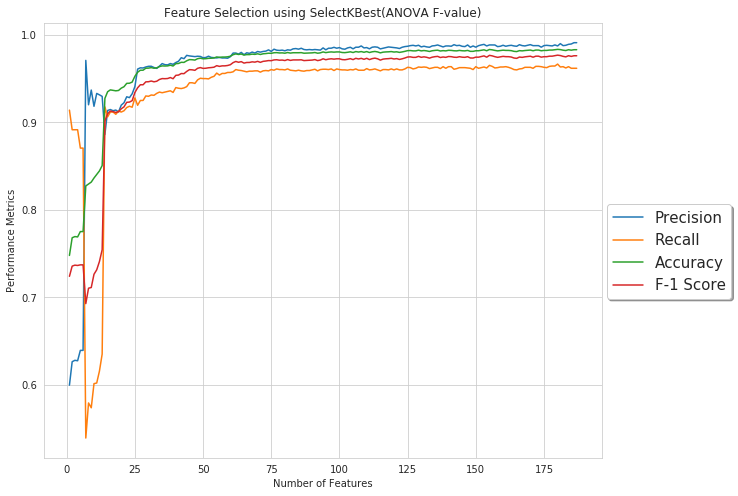 Feature Selection using SelectKBest(ANOVA F-value)
1.0
0.9
0.8
0.7
0.6
Performance Metrics
0 25 50 75 100 125 150 175
Number of Features
Precision
Recall
Accuracy
F-1 Score